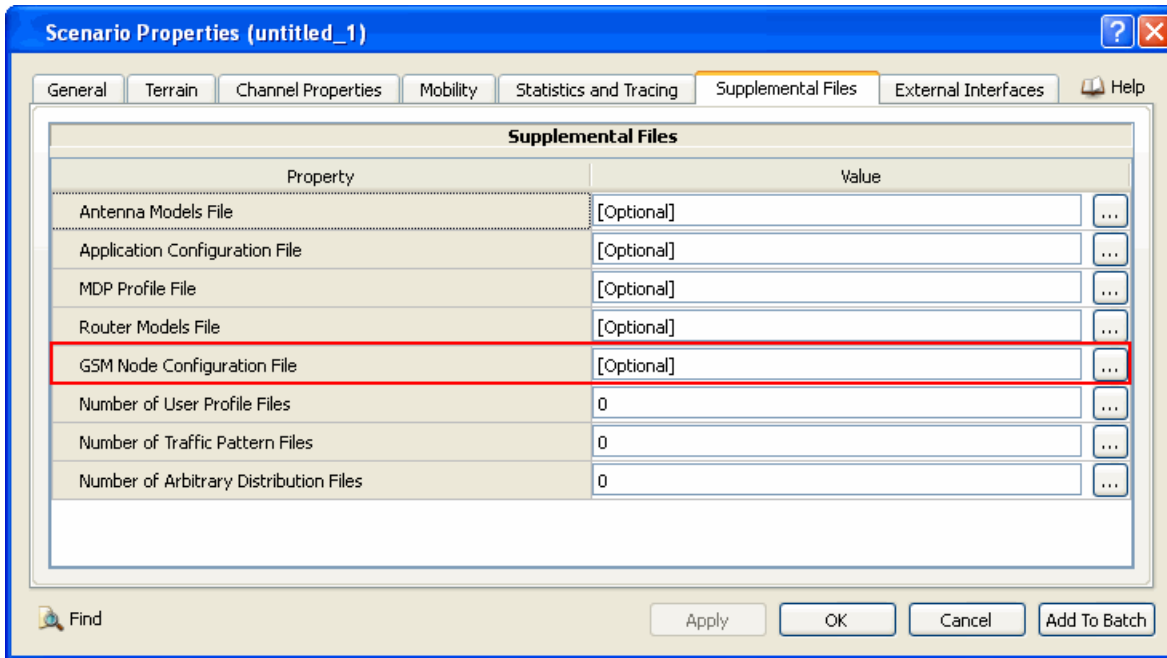 Scenario Properties (untitled_1)
General Terrain Channel Properties Mobility Statistics and Tracing Supplemental Files External Interfaces Help
Supplemental Files
Property Value
Antenna Models File [Optional] ...
Application Configuration File [Optional] ...
MDP Profile File [Optional] ...
Router Models File [Optional] ...
GSM Node Configuration File [Optional] ...
Number of User Profile Files 0 ...
Number of Traffic Pattern Files 0 ...
Number of Arbitrary Distribution Files 0 ...
Find Apply OK Cancel Add To Batch